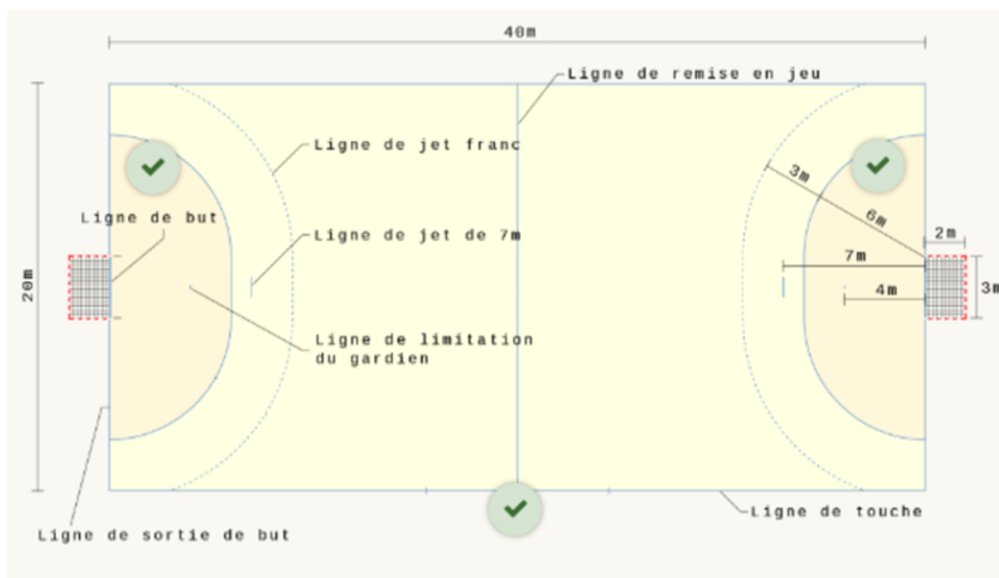 40m
Ligne de remise en jeu
Ligne de jet franc
3m
Ligne de but
6m
Ligne de jet de 7m
2m
7m
20m
4m
3m
Ligne de limitation
du gardien
Ligne de touche
Ligne de sortie de but